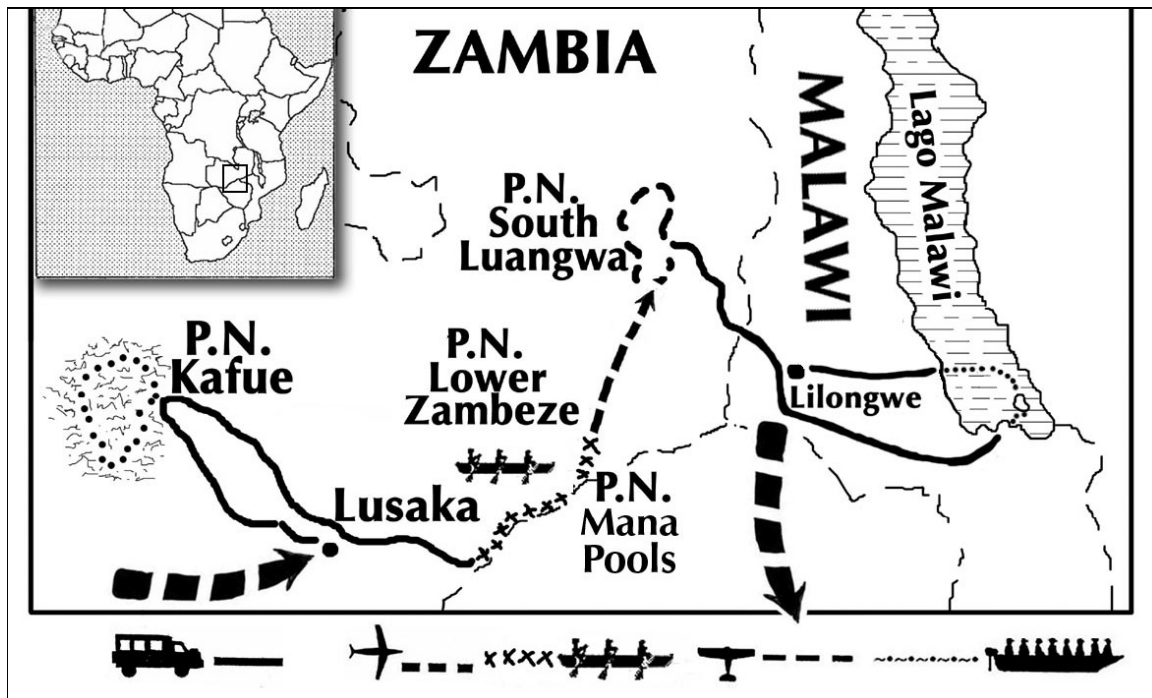 ZAMBIA
MALAWI
Lago Malawi
P.N.
South
Luangwa
P.N.
Kafue
P.N.
Lower
Zambeze
Lilongwe
Lusaka
P.N.
Mana
Pools